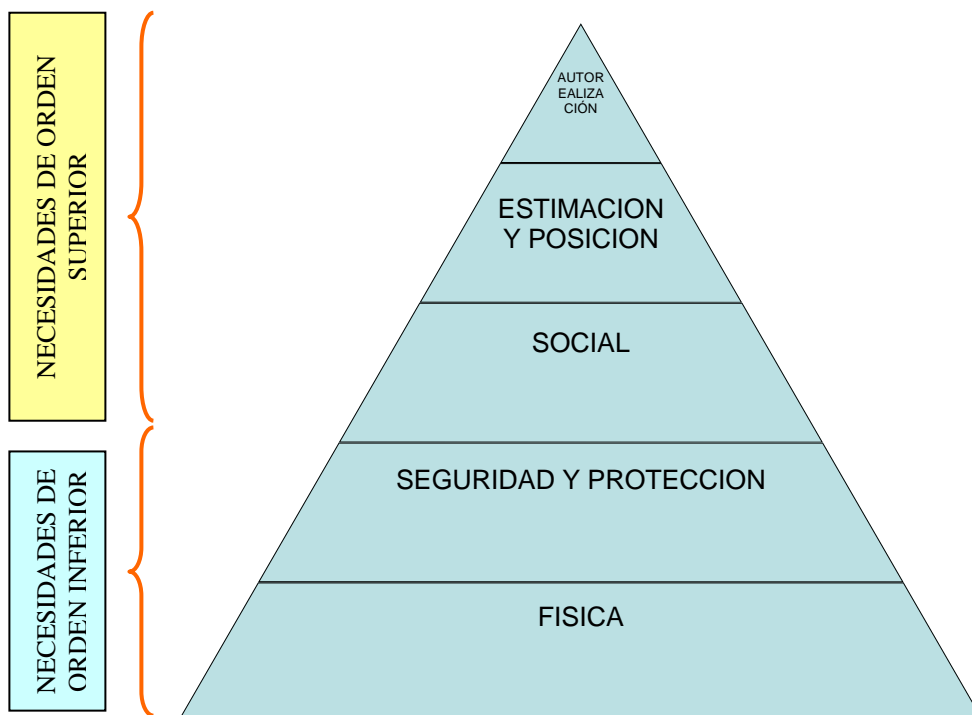 NECESIDADES DE ORDEN
SUPERIOR
AUTOR
EALIZA
CIÓN
ESTIMACION
Y POSICION
SOCIAL
NECESIDADES DE
ORDEN INFERIOR
SEGURIDAD Y PROTECCION
FISICA